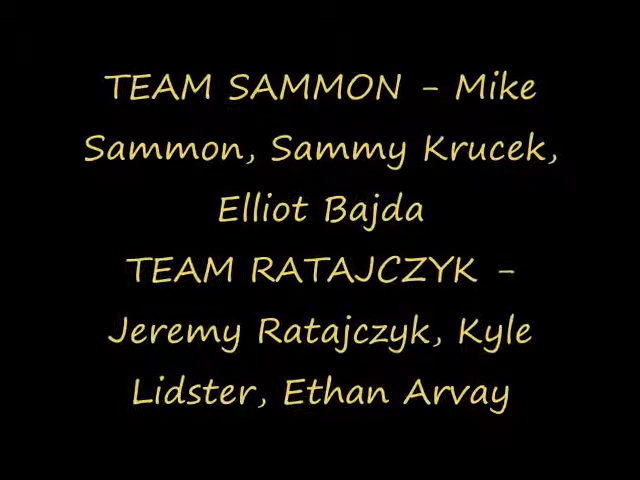 TEAM SAMMON - Mike
Sammon, Sammy Krucek,
Elliot Bajda
TEAM RATAJCZYK -
Jeremy Ratajczyk, Kyle
Lidster, Ethan Arvay